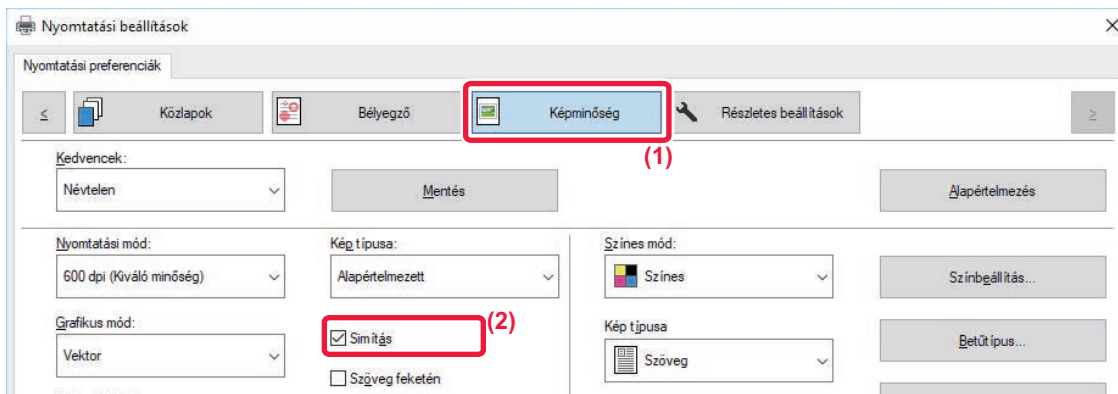 Nyomtatási beállítások
Nyomtatási preferenciák
<
Közlapok
Bélyegző
Képminőség
Részletes beállítások
>
(1)
Kedvencek:
Névtelen
Mentés
Alapértelmezés
Nyomtatási mód:
Kép típusa:
Színes mód:
600 dpi (Kiváló minőség)
Alapértelmezett
Színes
Színbeállítás...
Grafikus mód:
(2)
Kép típusa
Simítás
Betűtípus...
Vektor
Szöveg
Szöveg feketén